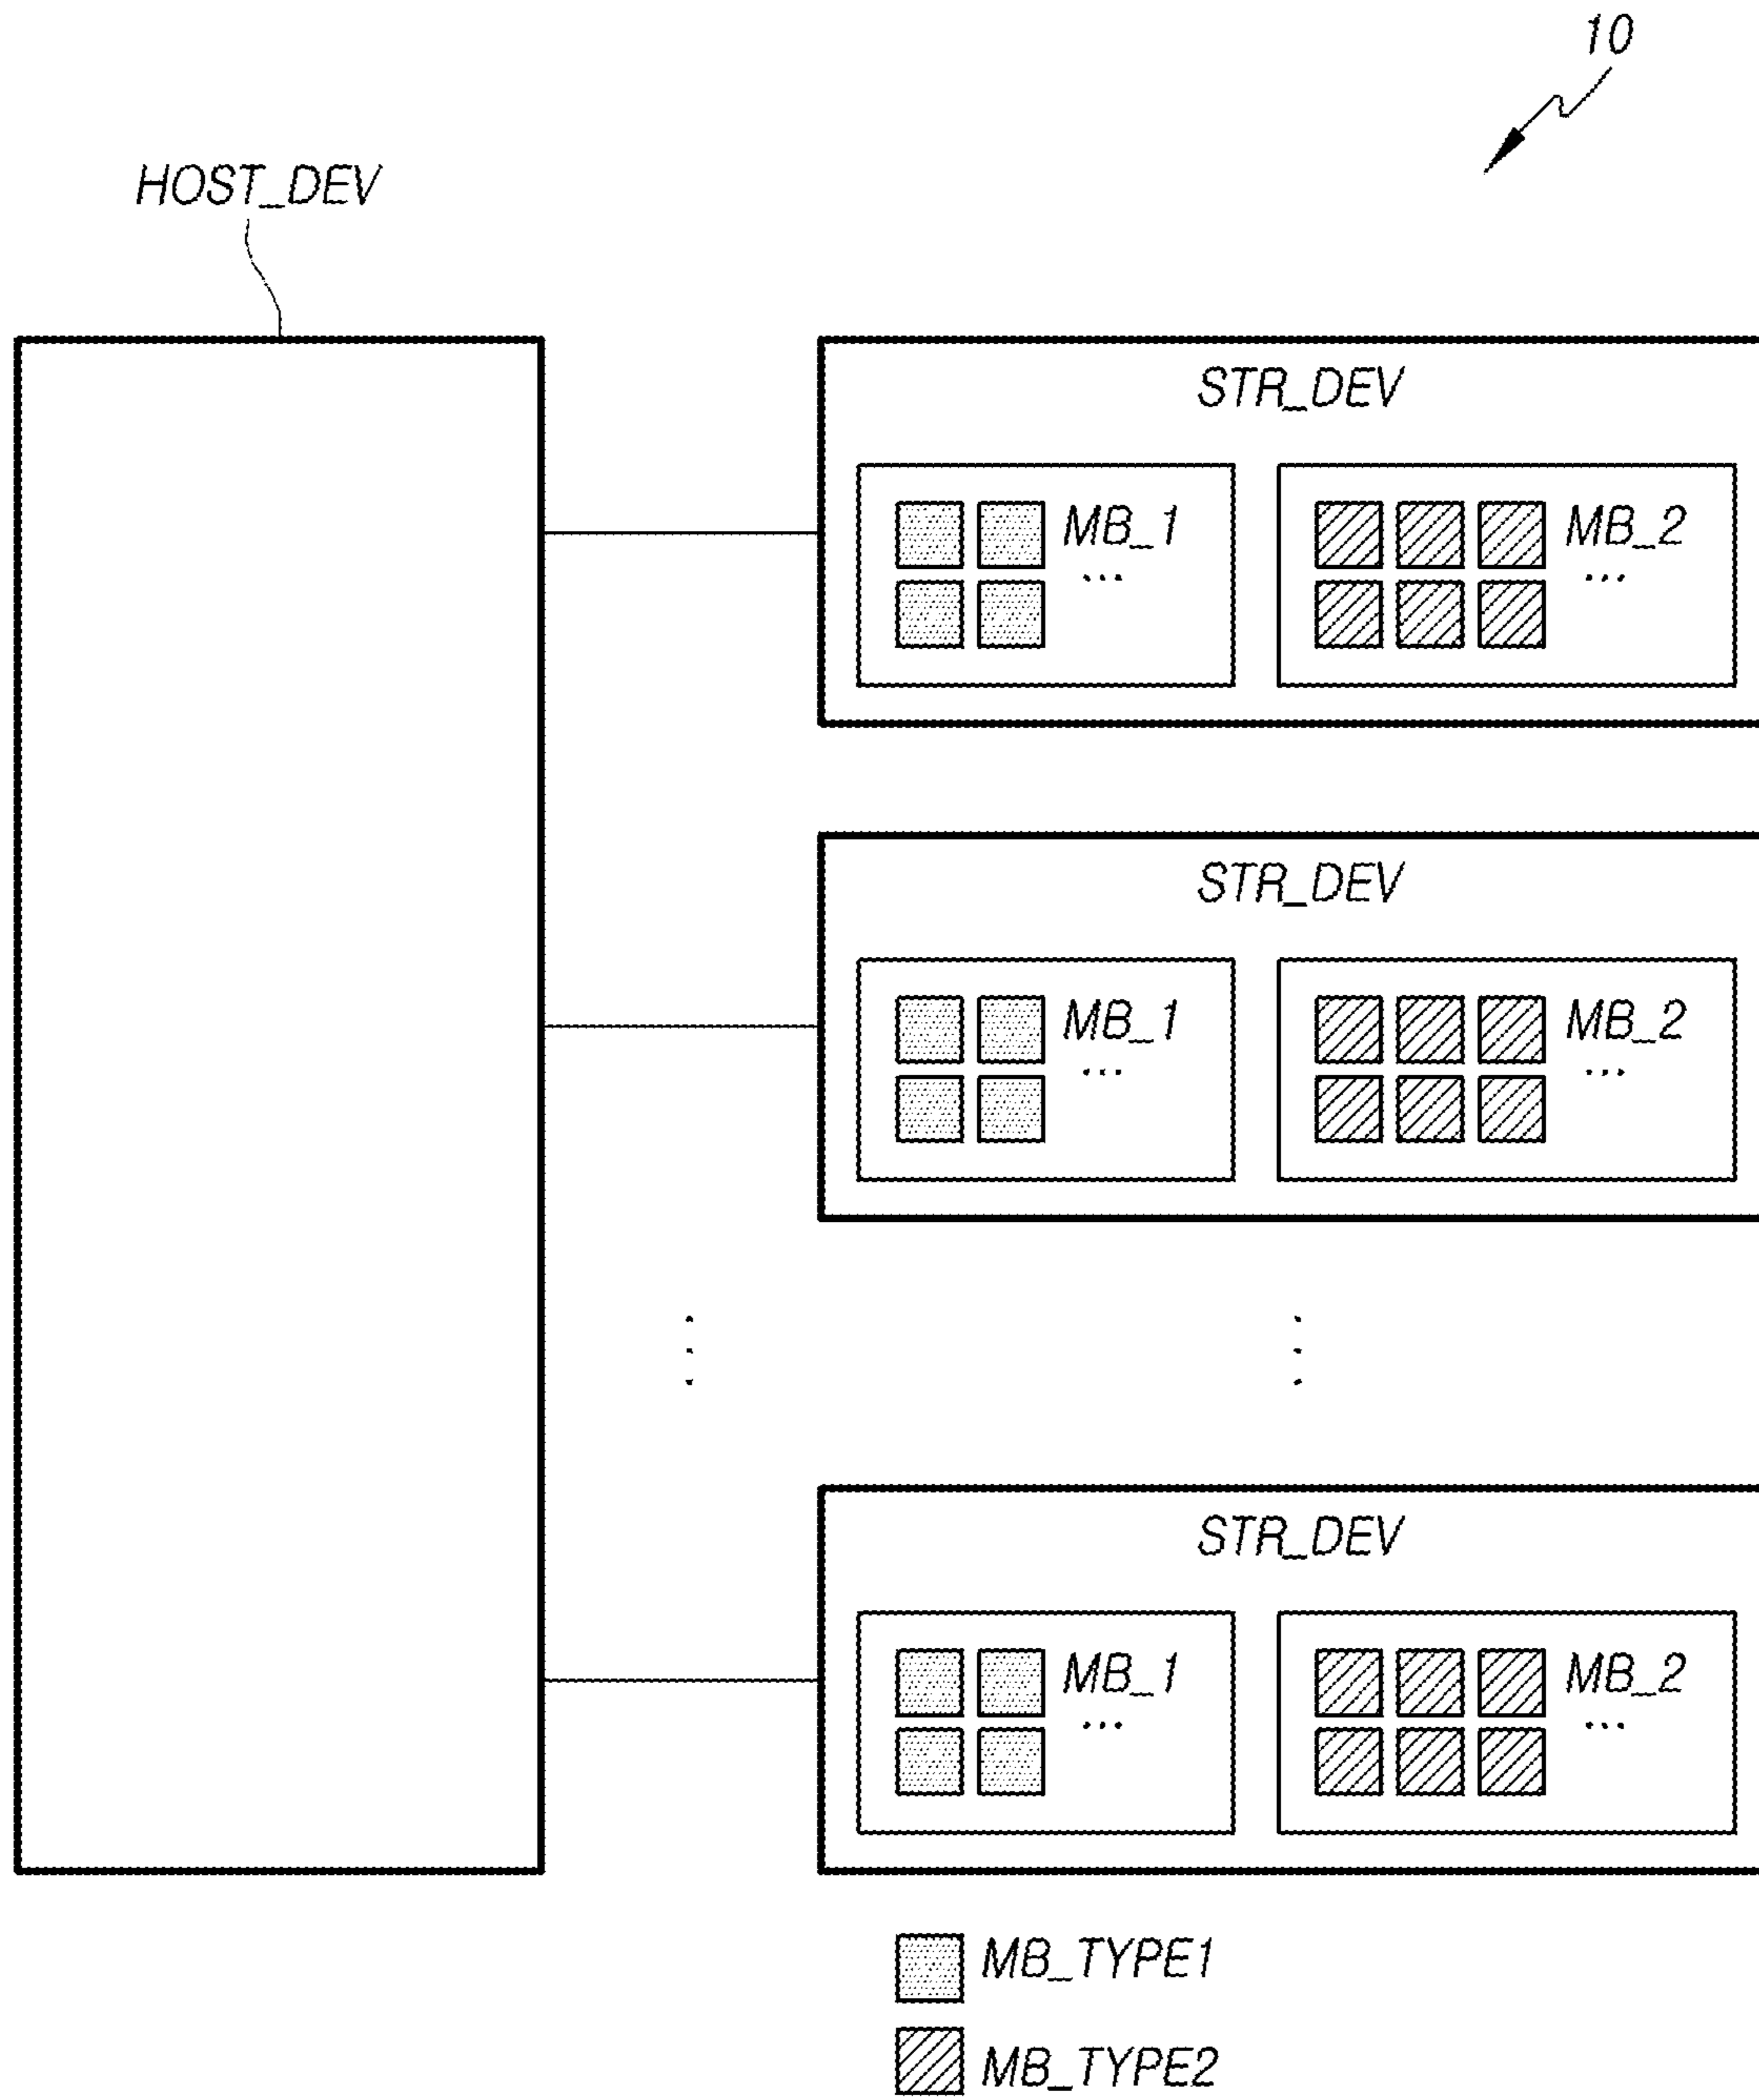 10
HOST_DEV
STR_DEV
MB_1
...
MB_2
...
STR_DEV
MB_1
...
MB_2
...
STR_DEV
MB_1
...
MB_2
...
MB_TYPE1
MB_TYPE2